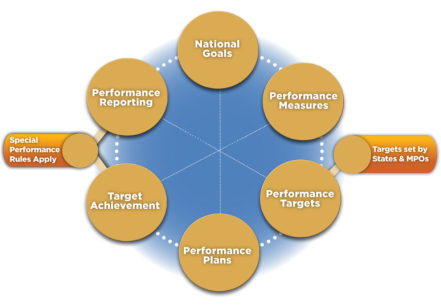 National
Goals
Performance
Measures
Performance
Targets
Performance
Plans
Target
Achievement
Performance
Reporting
Special
Performance
Rules Apply
Targets set by
States & MPOs